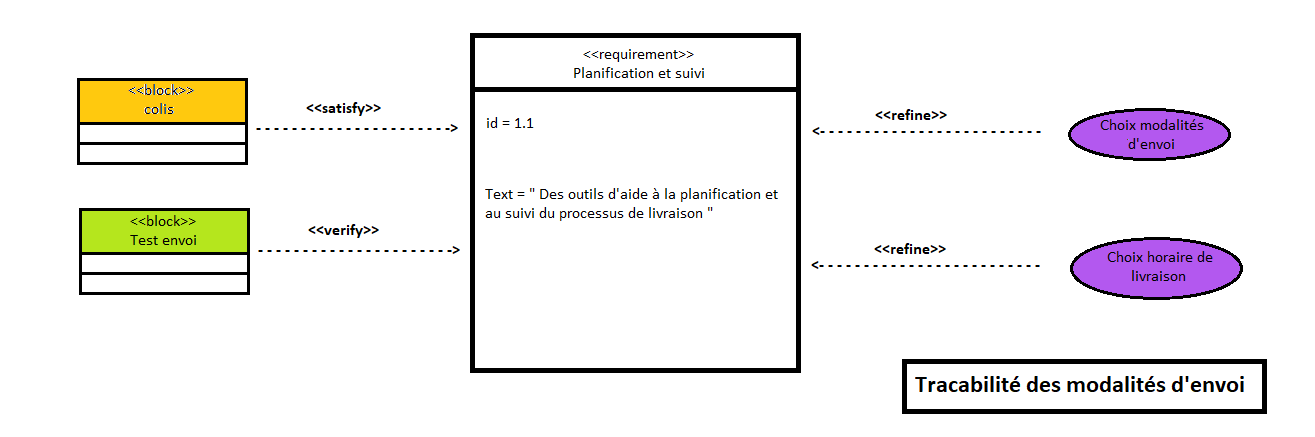 <<requirement>>
Planification et suivi
<<block>>
colis
<<satisfy>>
id = 1.1
<<refine>>
Choix modalités
d'envoi
Text = " Des outils d'aide à la planification et
au suivi du processus de livraison "
<<block>>
Test envoi
<<verify>>
<<refine>>
Choix horaire de
livraison
Tracabilité des modalités d'envoi